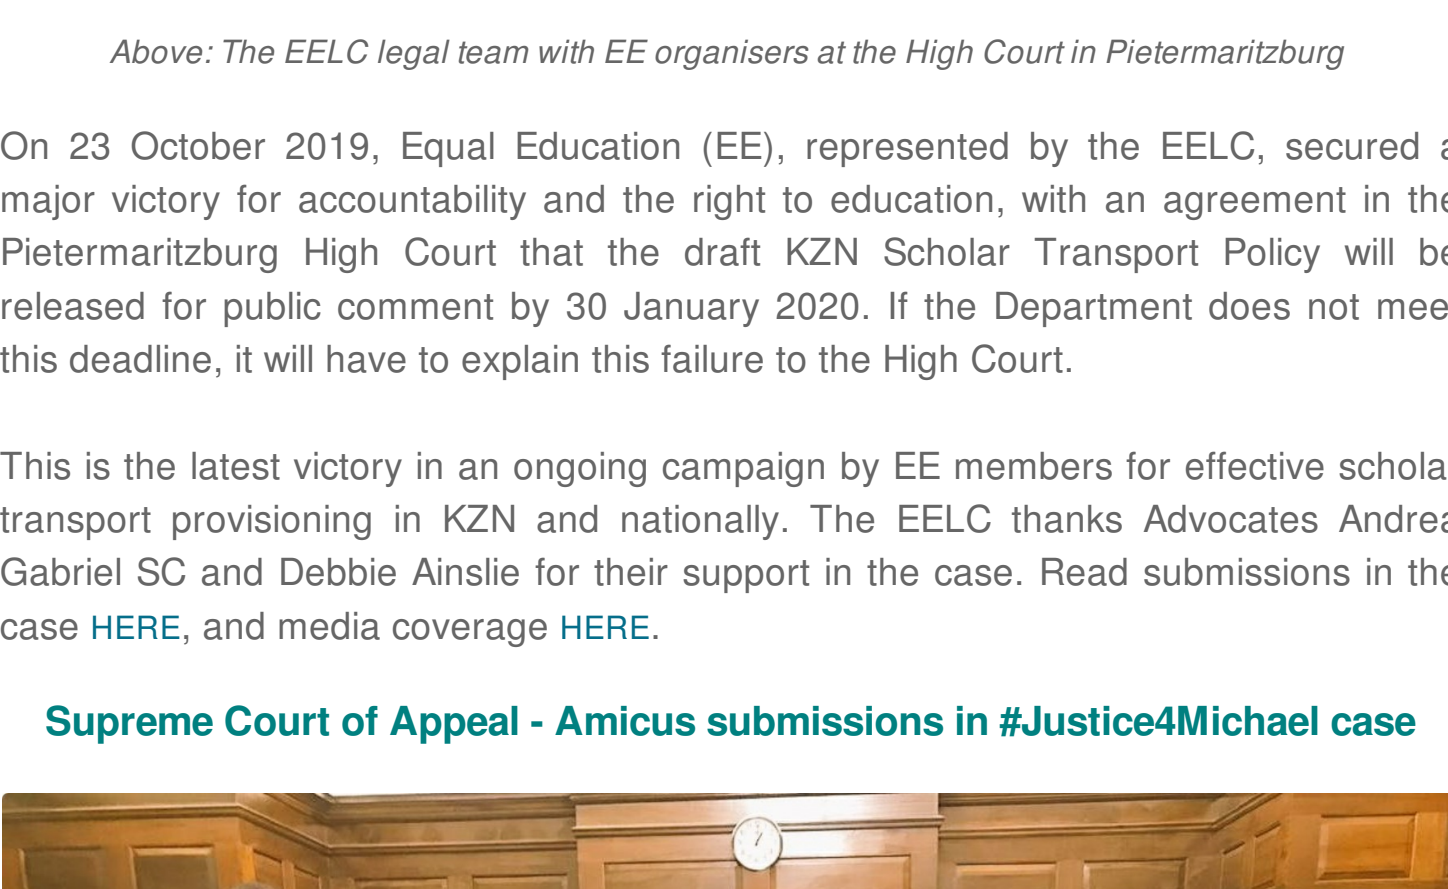 Above: The EELC legal team with EE organisers at the High Court in Pietermaritzburg
On 23 October 2019, Equal Education (EE), represented by the EELC, secured a
major victory for accountability and the right to education, with an agreement in the
Pietermaritzburg High Court that the draft KZN Scholar Transport Policy will be
released for public comment by 30 January 2020. If the Department does not meet
this deadline, it will have to explain this failure to the High Court.
This is the latest victory in an ongoing campaign by EE members for effective scholar
transport provisioning in KZN and nationally. The EELC thanks Advocates Andrea
Gabriel SC and Debbie Ainslie for their support in the case. Read submissions in the
case HERE, and media coverage HERE.
Supreme Court of Appeal - Amicus submissions in #Justice4Michael case